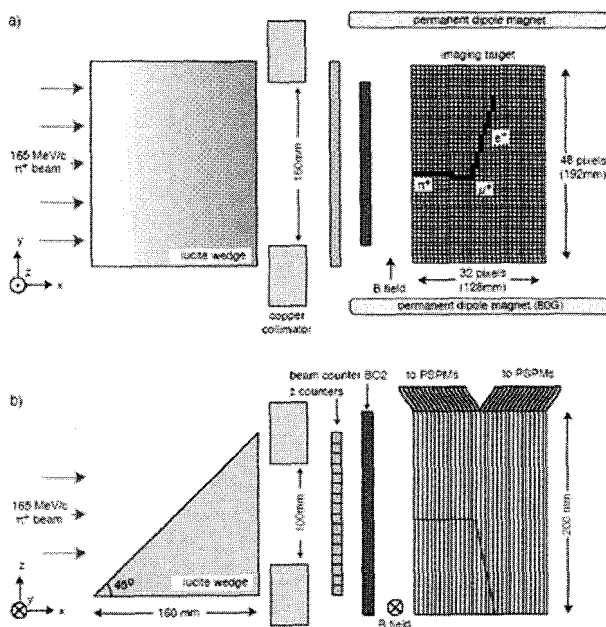 a)
permanent dipole magnet
imaging target
165 MeV/c
π⁺ beam
150mm
π⁺
μ⁺
e⁺
48 pixels
(192mm)
lucite wedge
y
z
x
copper
collimator
B field
32 pixels
(128mm)
permanent dipole magnet (80G)
b)
beam counter BC2
z counters
to PSPMs
to PSPMs
165 MeV/c
π⁺ beam
100mm
200 mm
45°
lucite wedge
z
y
x
160 mm
B field